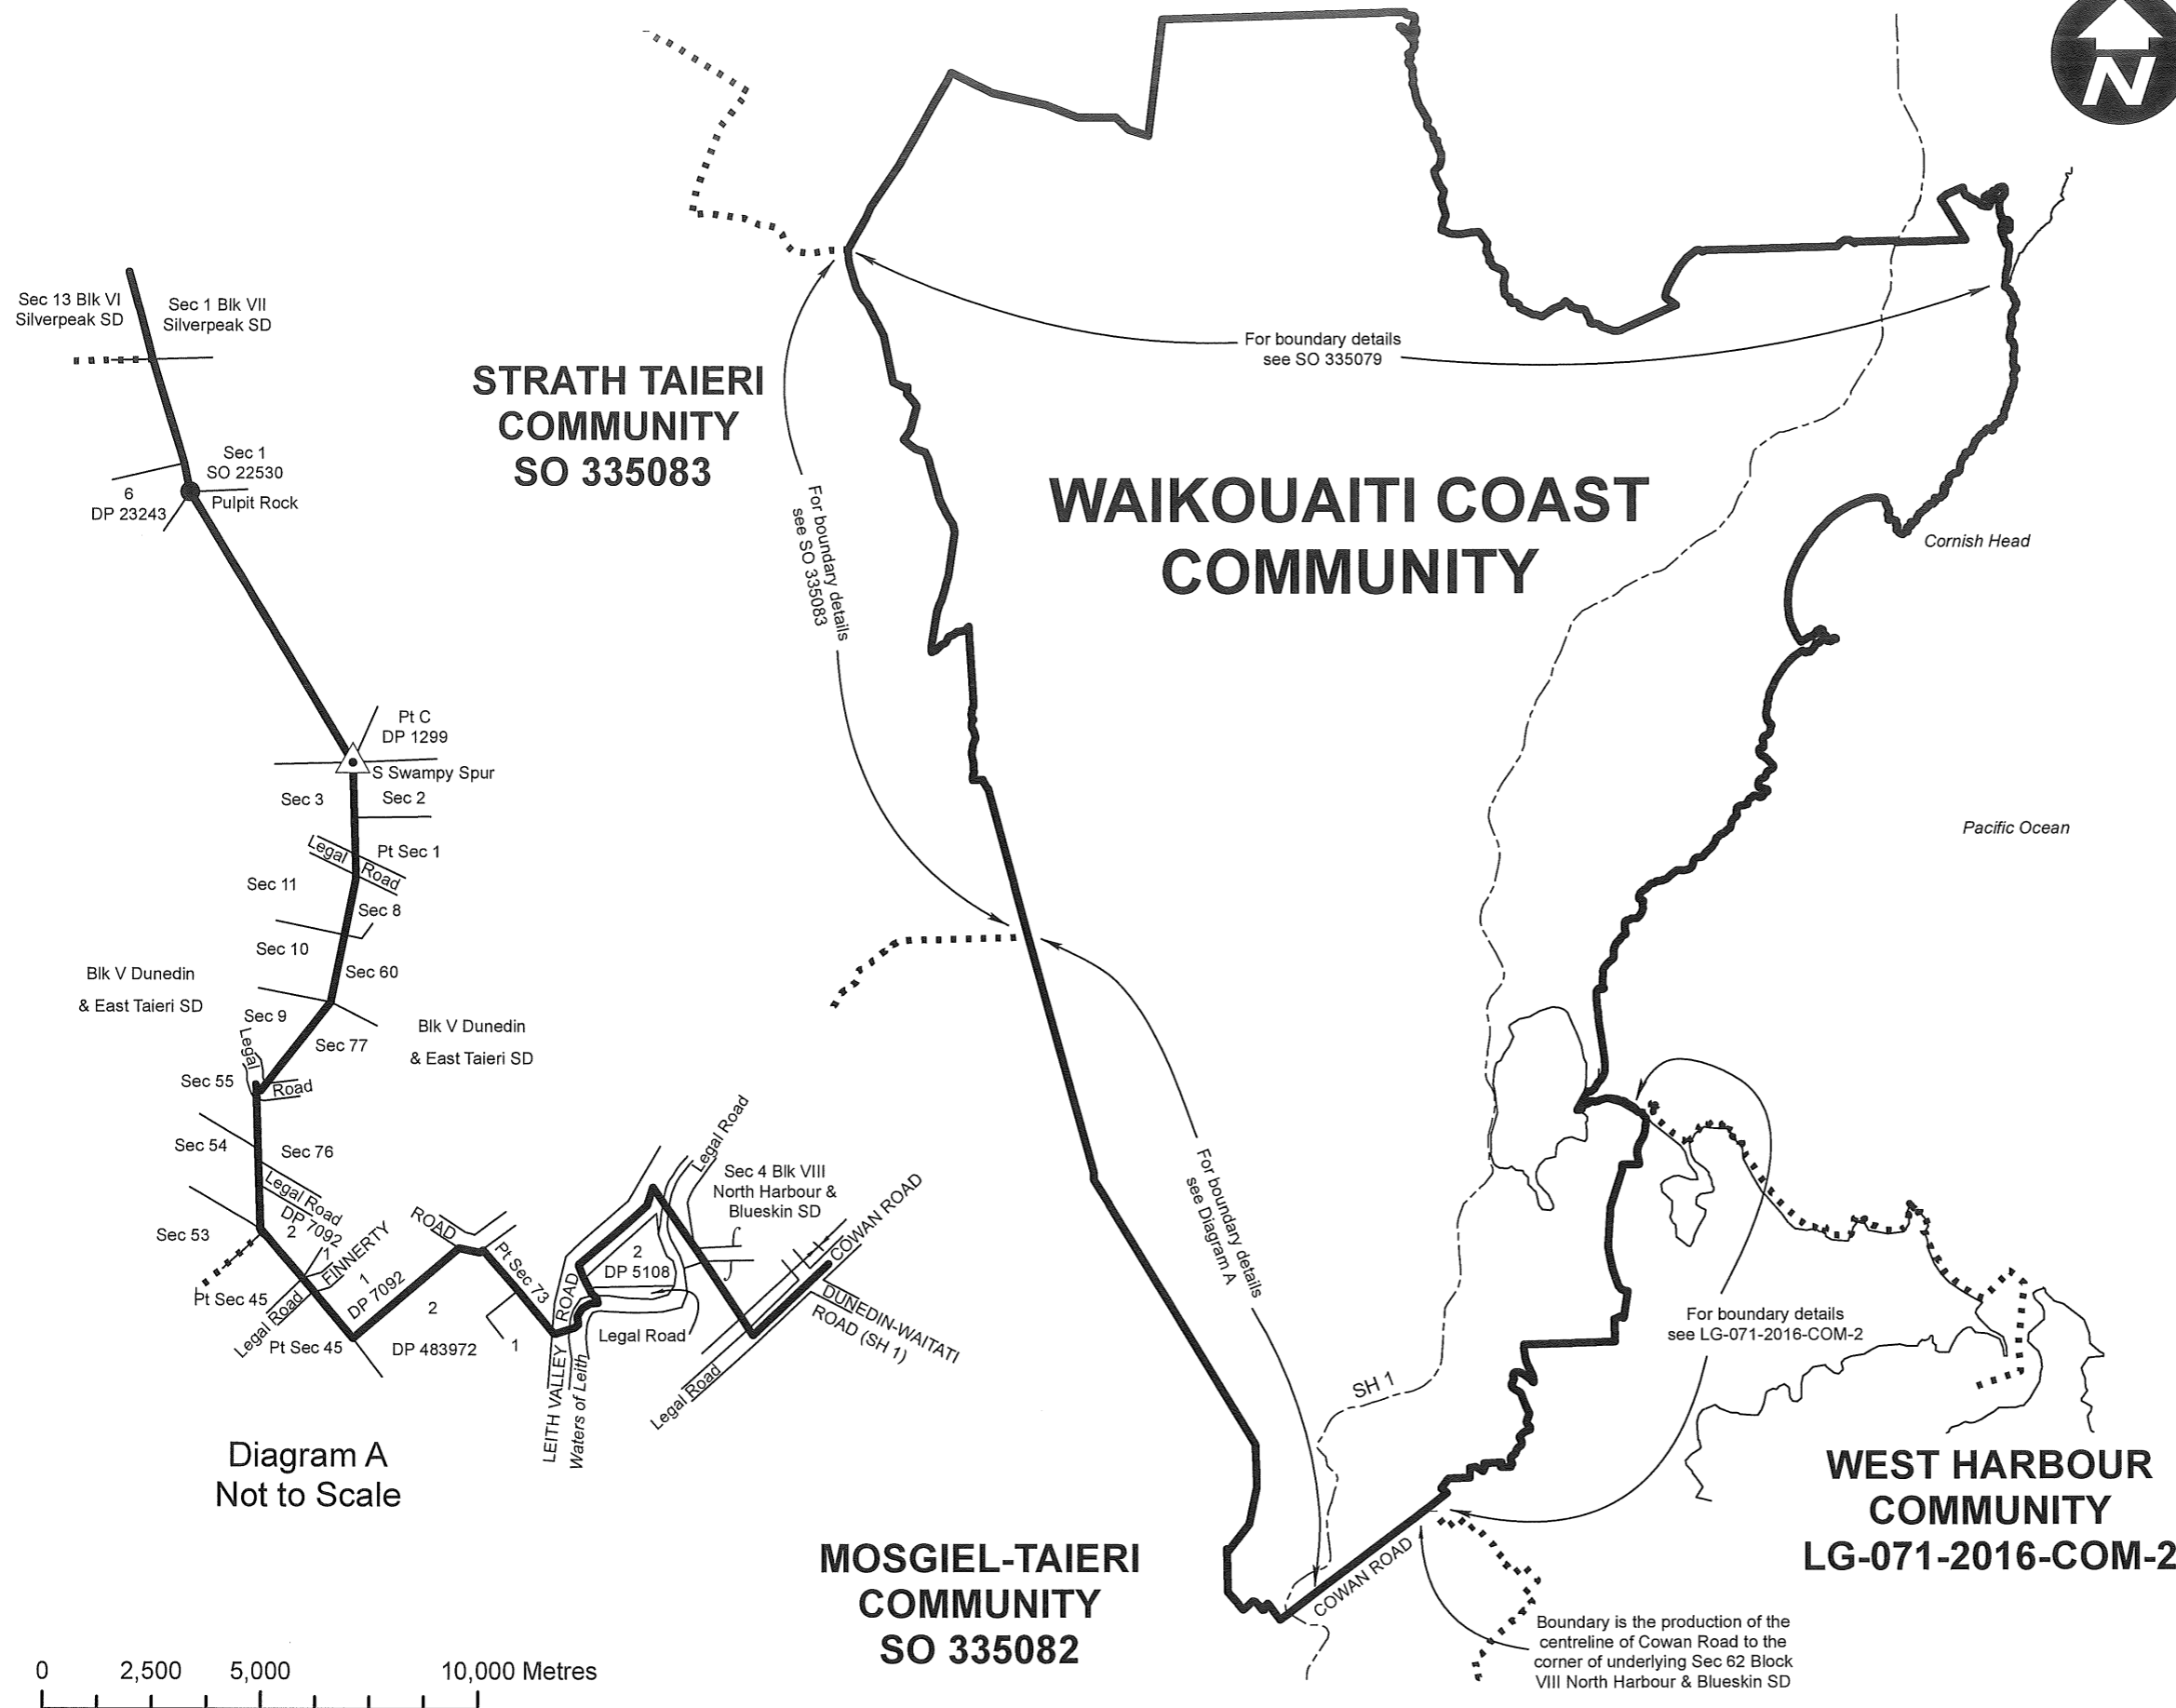 N
Sec 13 Blk VI
Silverpeak SD
Sec 1 Blk VII
Silverpeak SD
Sec 1
SO 22530
6
DP 23243
Pulpit Rock
Pt C
DP 1299
S Swampy Spur
Sec 3
Sec 2
Legal Road
Pt Sec 1
Sec 11
Sec 8
Sec 10
Sec 60
Blk V Dunedin
& East Taieri SD
Sec 9
Sec 77
Blk V Dunedin
& East Taieri SD
Legal
Road
Sec 55
Sec 54
Sec 76
Legal Road
DP 7092
2
Sec 53
1
FINNERTY
ROAD
Pt Sec 45
Legal Road
1
DP 7092
Pt Sec 45
2
DP 483972
1
Pt Sec 73
LEITH VALLEY ROAD
Waters of Leith
2
DP 5108
Legal Road
Legal Road
Sec 4 Blk VIII
North Harbour &
Blueskin SD
COWAN ROAD
DUNEDIN-WAITATI
ROAD (SH 1)
Legal Road
Diagram A
Not to Scale
STRATH TAIERI
COMMUNITY
SO 335083
For boundary details
see SO 335083
For boundary details
see SO 335079
WAIKOUAITI COAST
COMMUNITY
Cornish Head
Pacific Ocean
For boundary details
see Diagram A
SH 1
For boundary details
see LG-071-2016-COM-2
WEST HARBOUR
COMMUNITY
LG-071-2016-COM-2
COWAN ROAD
MOSGIEL-TAIERI
COMMUNITY
SO 335082
Boundary is the production of the
centreline of Cowan Road to the
corner of underlying Sec 62 Block
VIII North Harbour & Blueskin SD
0 2,500 5,000 10,000 Metres